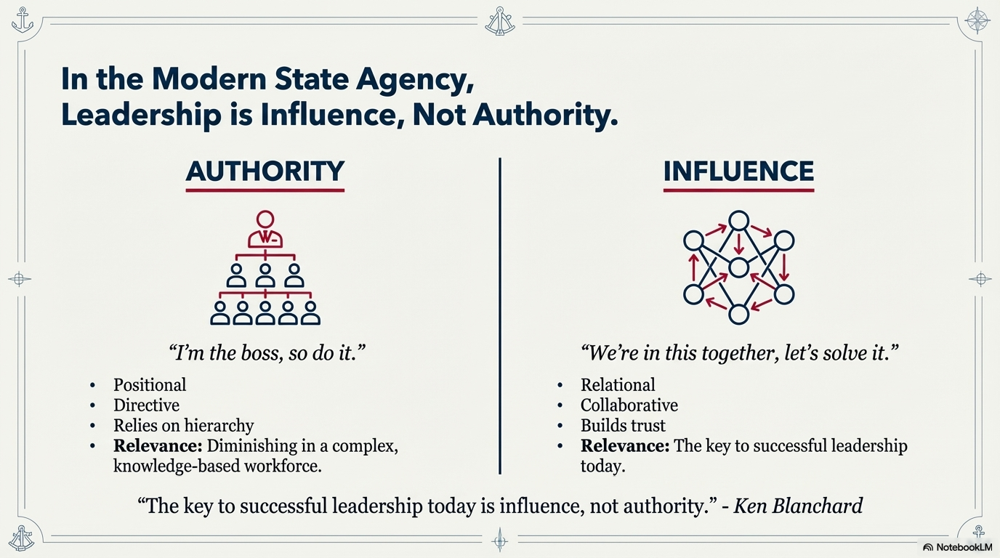 In the Modern State Agency,
Leadership is Influence, Not Authority.
AUTHORITY
“I’m the boss, so do it.”
• Positional
• Directive
• Relies on hierarchy
• Relevance: Diminishing in a complex,
knowledge-based workforce.
INFLUENCE
“We’re in this together, let’s solve it.”
• Relational
• Collaborative
• Builds trust
• Relevance: The key to successful leadership
today.
“The key to successful leadership today is influence, not authority.” - Ken Blanchard
NotebookLM